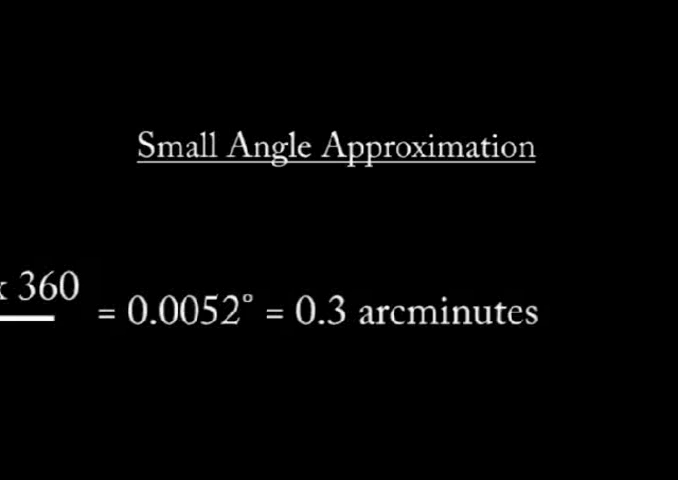 Small Angle Approximation
x 360
= 0.0052° = 0.3 arcminutes